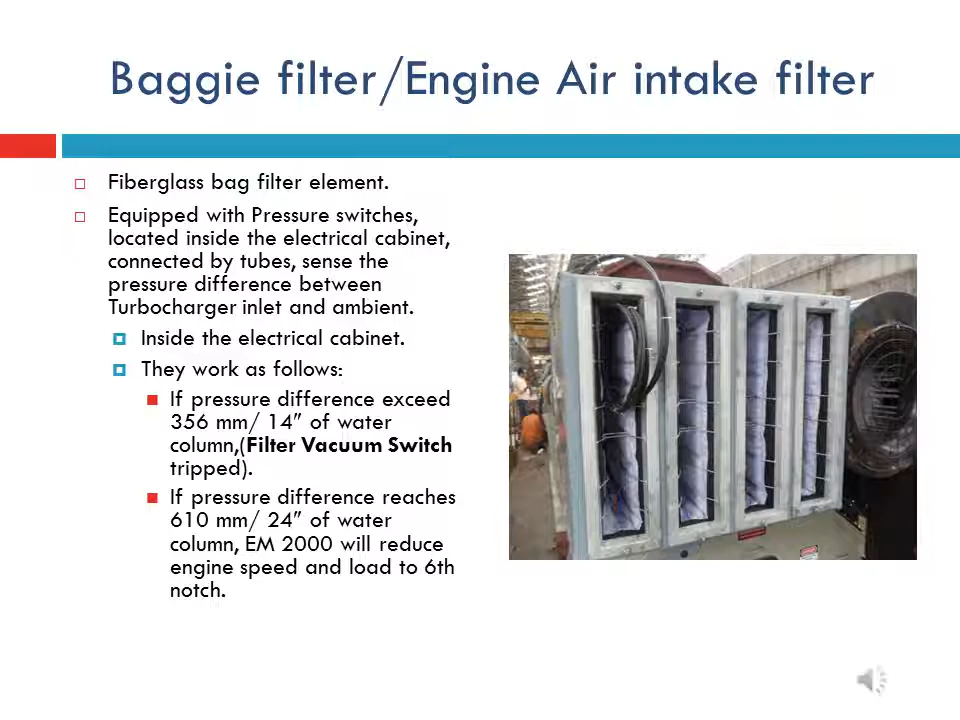 Baggie filter/Engine Air intake filter
Fiberglass bag filter element.
Equipped with Pressure switches,
located inside the electrical cabinet,
connected by tubes, sense the
pressure difference between
Turbocharger inlet and ambient.
Inside the electrical cabinet.
They work as follows:
If pressure difference exceed
356 mm/ 14″ of water
column,(Filter Vacuum Switch
tripped).
If pressure difference reaches
610 mm/ 24″ of water
column, EM 2000 will reduce
engine speed and load to 6th
notch.